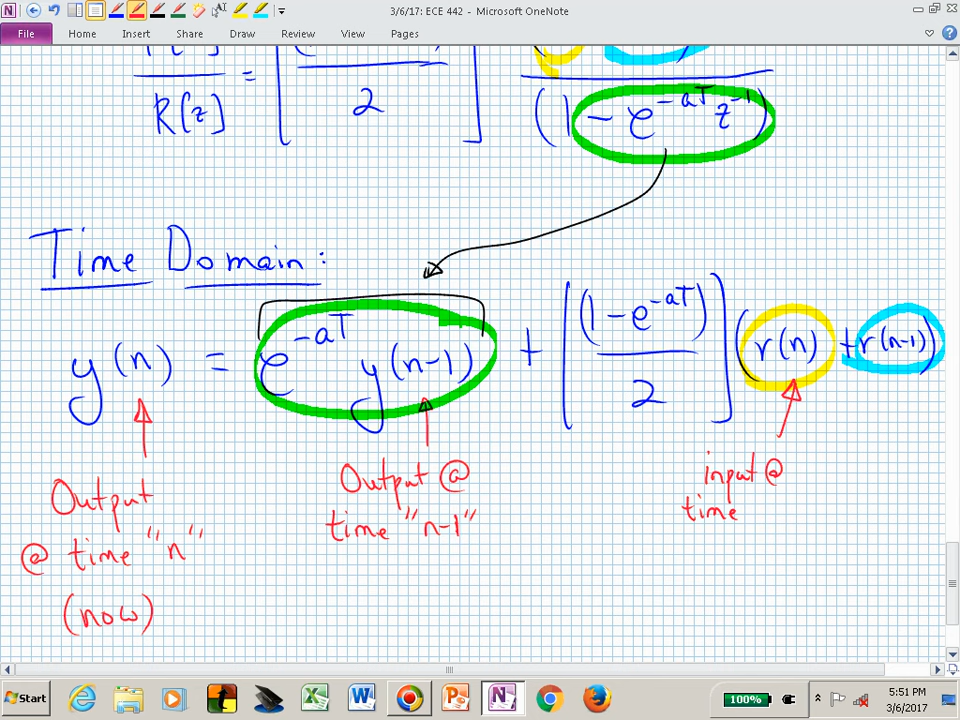 3/6/17: ECE 442 - Microsoft OneNote
File Home Insert Share Draw Review View Pages
R[z] = [ 2 ] (1 - e^-aT z^-1)
Time Domain:
y(n) = e^-aT y(n-1) + [(1-e^-aT) / 2] (r(n) + r(n-1))
Output
@ time "n"
(now)
Output @
time "n-1"
input @
time
Start
100%
5:51 PM
3/6/2017